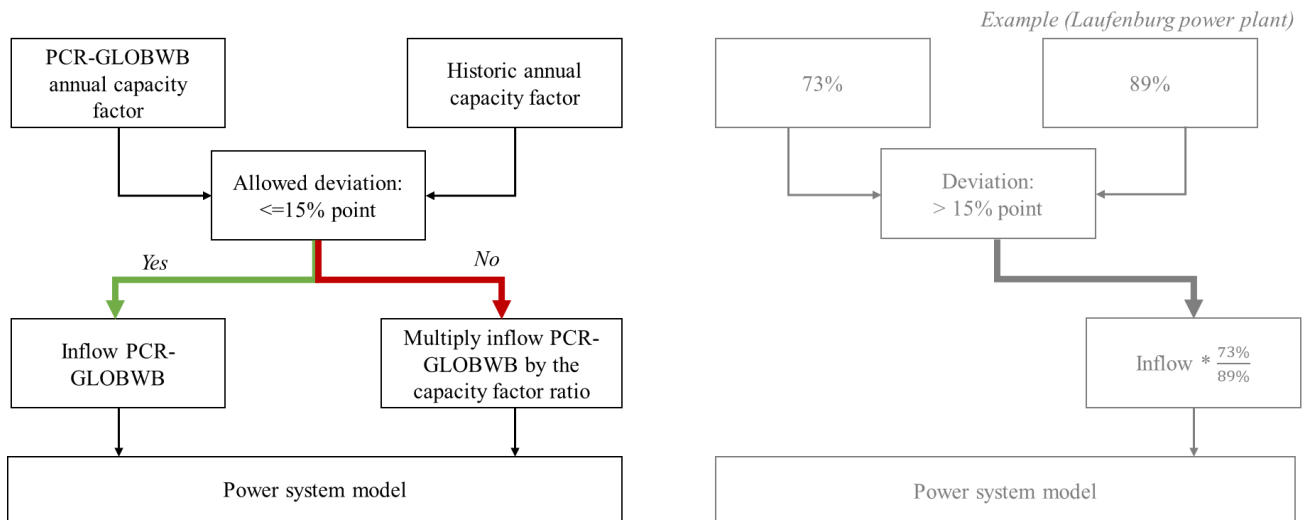 PCR-GLOBWB
annual capacity
factor
Historic annual
capacity factor
Allowed deviation:
<=15% point
Yes
No
Inflow PCR-
GLOBWB
Multiply inflow PCR-
GLOBWB by the
capacity factor ratio
Power system model
Example (Laufenburg power plant)
73%
89%
Deviation:
> 15% point
Inflow * 73%/89%
Power system model